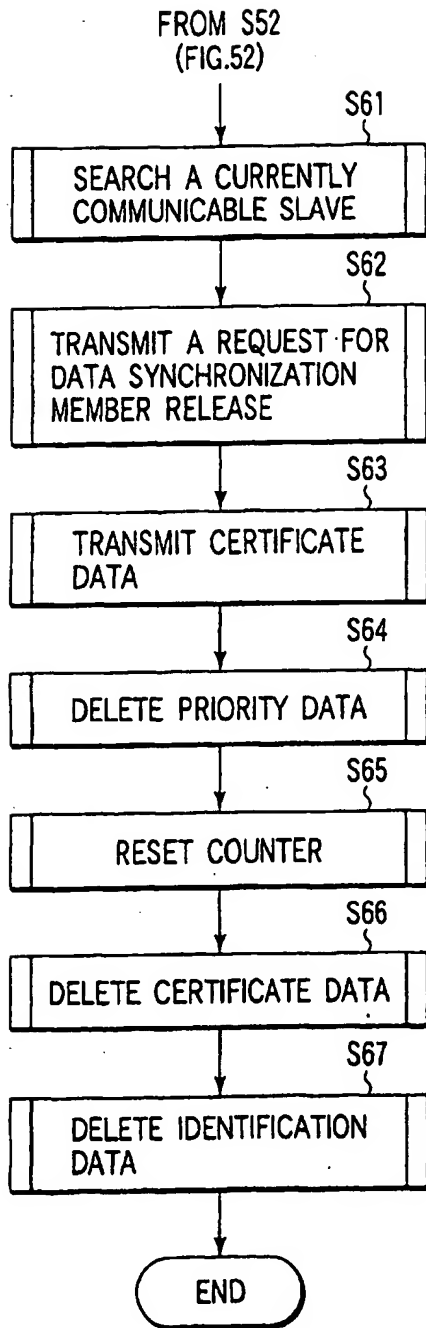 FROM S52
(FIG.52)
S61
SEARCH A CURRENTLY
COMMUNICABLE SLAVE
S62
TRANSMIT A REQUEST FOR
DATA SYNCHRONIZATION
MEMBER RELEASE
S63
TRANSMIT CERTIFICATE
DATA
S64
DELETE PRIORITY DATA
S65
RESET COUNTER
S66
DELETE CERTIFICATE DATA
S67
DELETE IDENTIFICATION
DATA
END